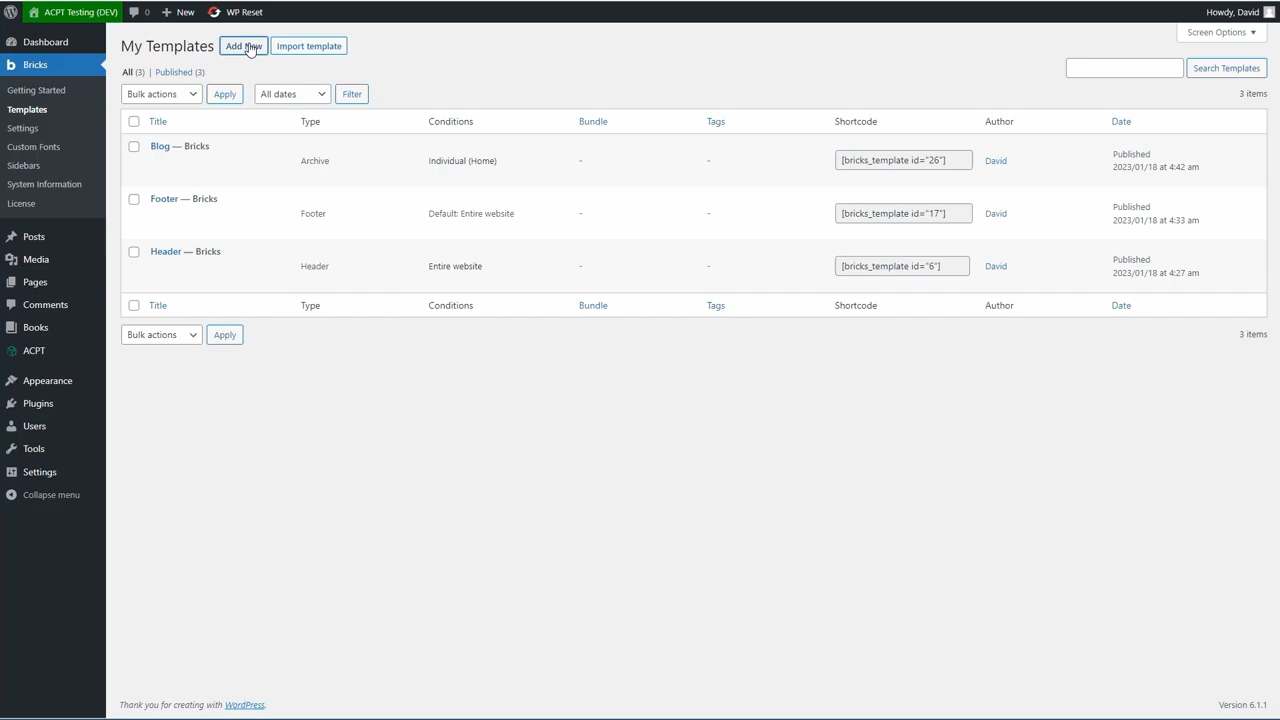 ACPT Testing (DEV) 0 New WP Reset Howdy, David
Screen Options
Dashboard
Bricks
Getting Started
Templates
Settings
Custom Fonts
Sidebars
System Information
License
Posts
Media
Pages
Comments
Books
ACPT
Appearance
Plugins
Users
Tools
Settings
Collapse menu
My Templates Add New Import template
All (3) | Published (3)
Search Templates
Bulk actions Apply All dates Filter 3 items
Title Type Conditions Bundle Tags Shortcode Author Date
Blog — Bricks Archive Individual (Home) - - [bricks_template id="26"] David Published
2023/01/18 at 4:42 am
Footer — Bricks Footer Default: Entire website - - [bricks_template id="17"] David Published
2023/01/18 at 4:33 am
Header — Bricks Header Entire website - - [bricks_template id="6"] David Published
2023/01/18 at 4:27 am
Title Type Conditions Bundle Tags Shortcode Author Date
Bulk actions Apply 3 items
Thank you for creating with WordPress. Version 6.1.1